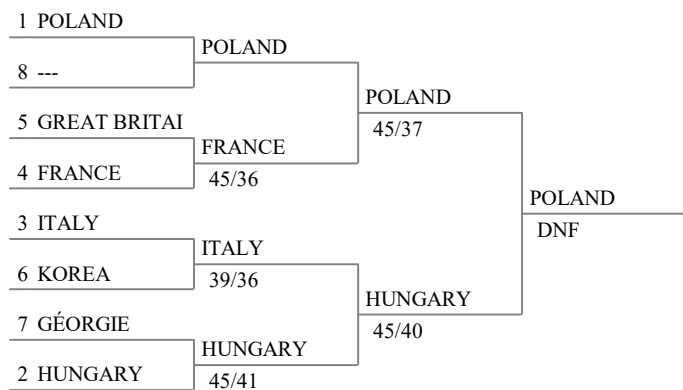 1 POLAND
POLAND
8 ---
POLAND
45/37
5 GREAT BRITAI
FRANCE
4 FRANCE
45/36
POLAND
DNF
3 ITALY
ITALY
6 KOREA
39/36
HUNGARY
45/40
7 GÉORGIE
HUNGARY
2 HUNGARY
45/41